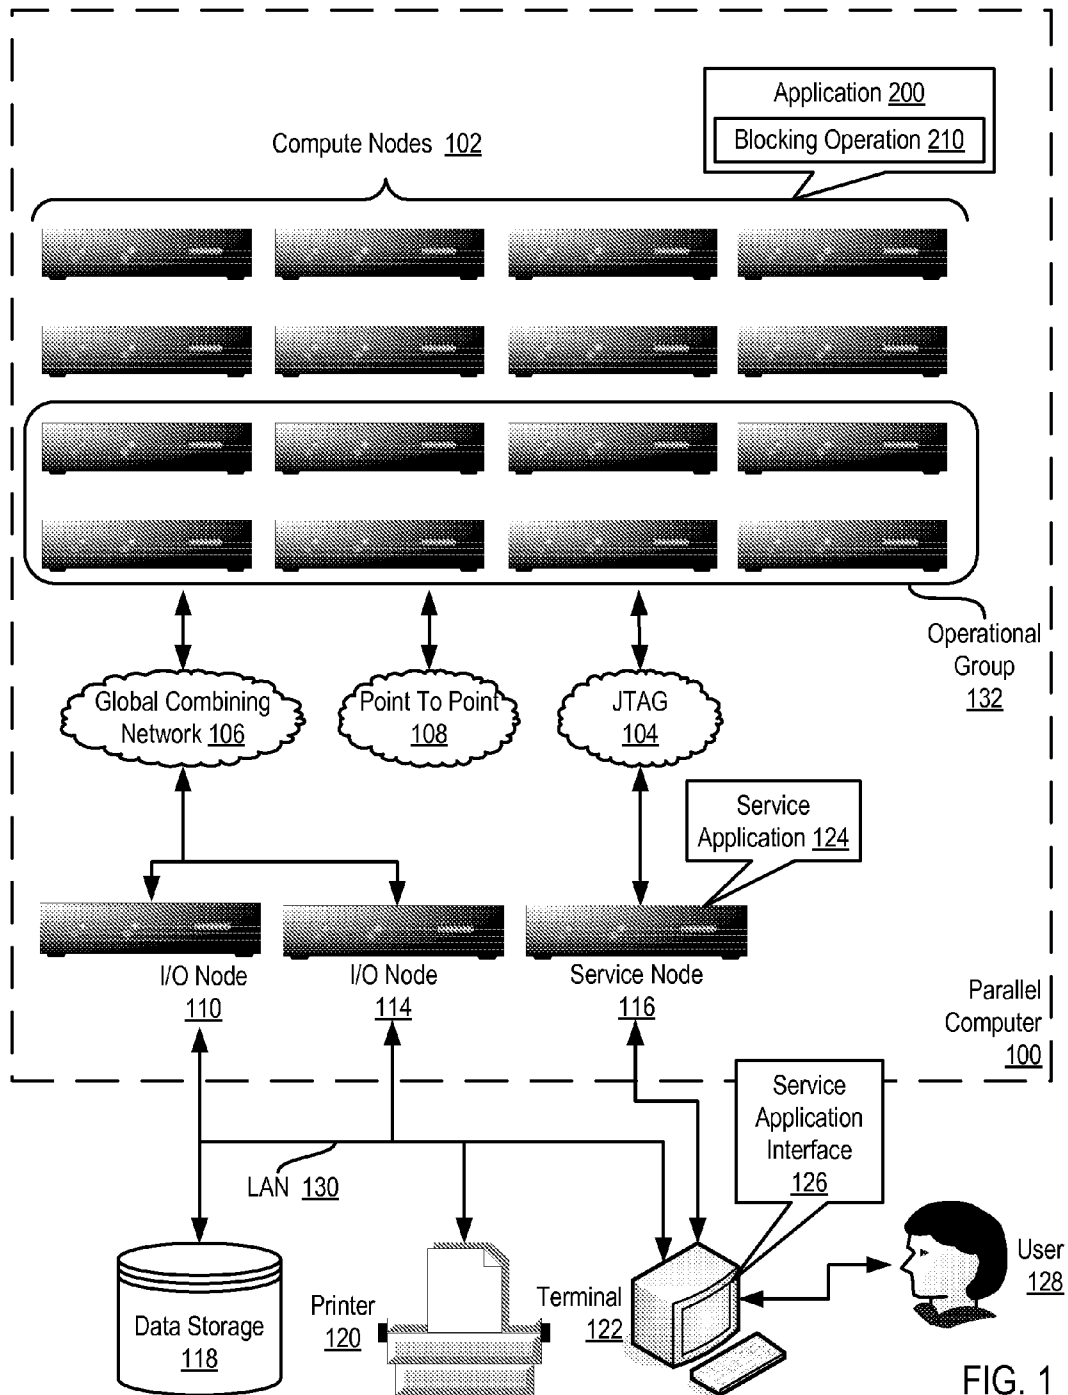 Application 200
Blocking Operation 210
Compute Nodes 102
Operational
Group
132
Global Combining
Network 106
Point To Point
108
JTAG
104
Service
Application 124
I/O Node
110
I/O Node
114
Service Node
116
Parallel
Computer
100
Service
Application
Interface
126
LAN 130
Data Storage
118
Printer
120
Terminal
122
User
128
FIG. 1